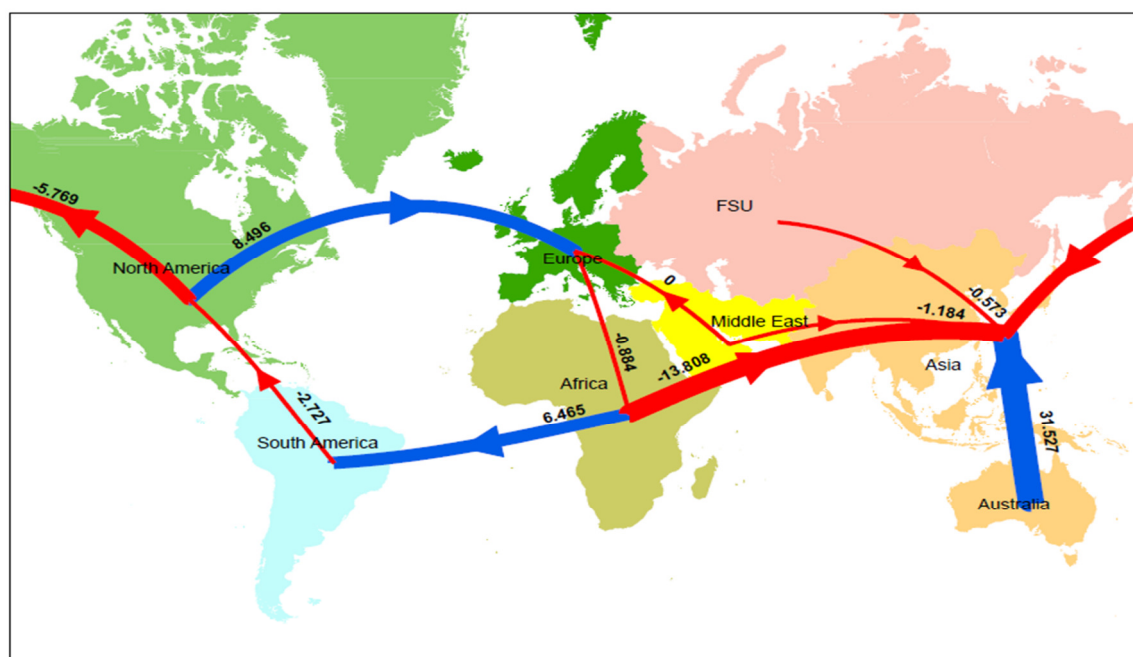 -5.769
8.496
North America
FSU
Europe
0
-0.573
-1.184
Middle East
-0.884
-13.808
Asia
Africa
-2.727
6.465
South America
31.527
Australia